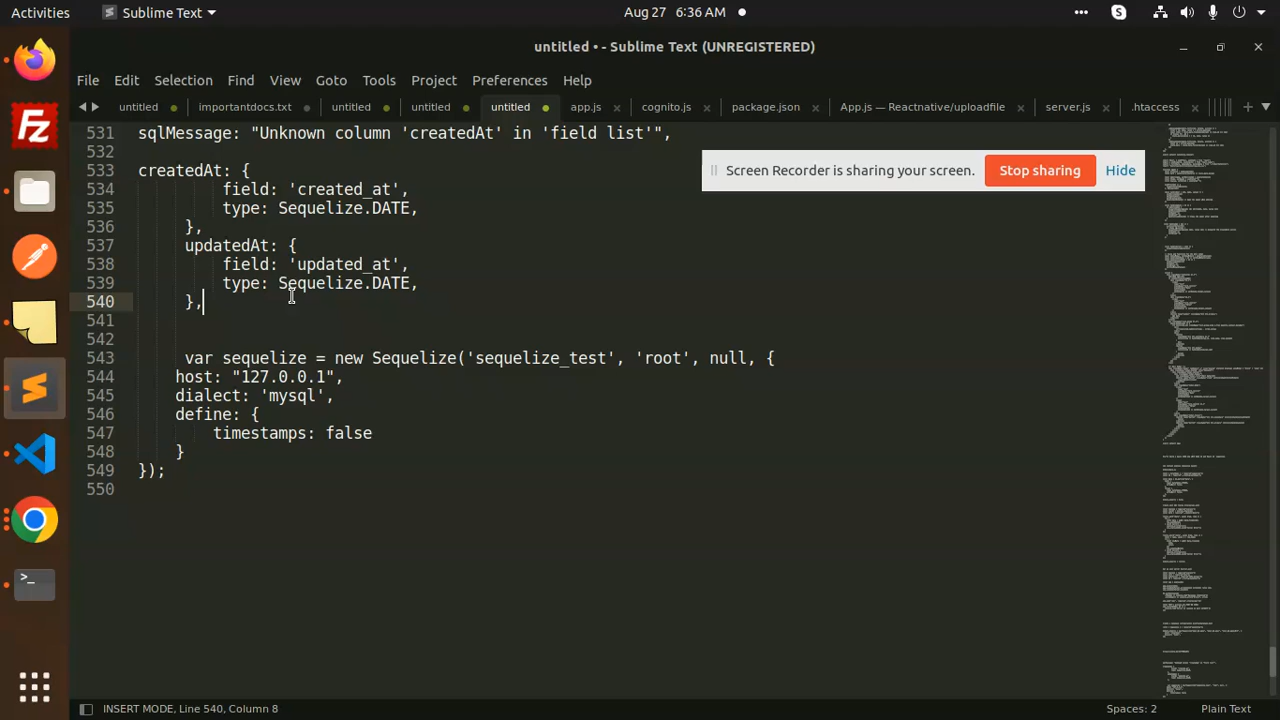 Activities
Sublime Text
Aug 27 6:36 AM
untitled • - Sublime Text (UNREGISTERED)
File Edit Selection Find View Goto Tools Project Preferences Help
untitled importantdocs.txt untitled untitled untitled app.js cognito.js package.json App.js — Reactnative/uploadfile server.js .htaccess
531 sqlMessage: "Unknown column 'createdAt' in 'field list'",
532
533 createdAt: {
534 field: 'creaed_at',
535 type: Sequelize.DATE,
536 },
537 updatedAt: {
538 field: 'updated_at',
539 type: Sequelize.DATE,
540 },
541
542
543 var sequelize = new Sequelize('sequelize_test', 'root', null, {
544 host: "127.0.0.1",
545 dialect: 'mysql',
546 define: {
547 timestamps: false
548 }
549 });
550
Screen Recorder is sharing your screen.
Stop sharing
Hide
INSERT MODE, Line 540, Column 8
Spaces: 2
Plain Text